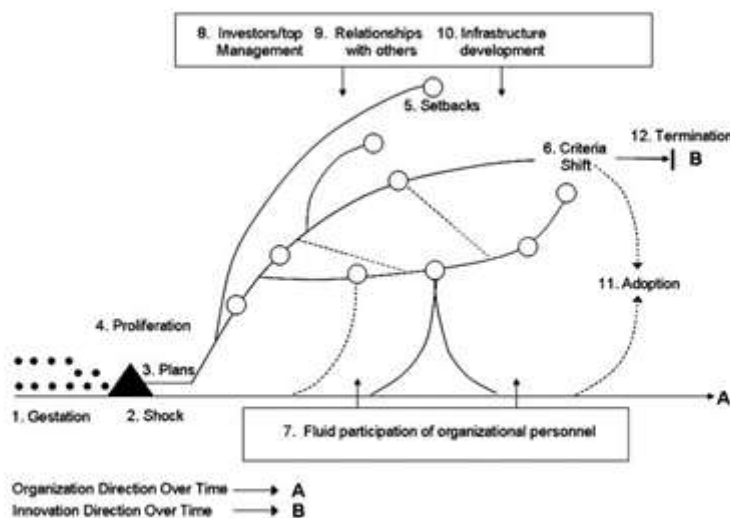 8. Investors/top Management
9. Relationships with others
10. Infrastructure development
5. Setbacks
12. Termination
6. Criteria Shift
B
11. Adoption
4. Proliferation
3. Plans
A
1. Gestation
2. Shock
7. Fluid participation of organizational personnel
Organization Direction Over Time A
Innovation Direction Over Time B